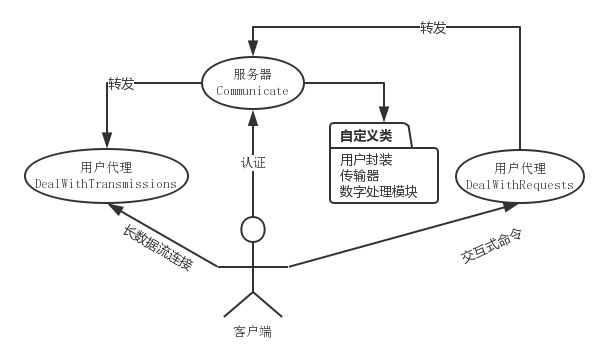 转发
服务器
Communicate
转发
自定义类
用户封装
传输器
数字处理模块
用户代理
DealWithTransmissions
认证
用户代理
DealWithRequests
长数据流连接
交互式命令
客户端